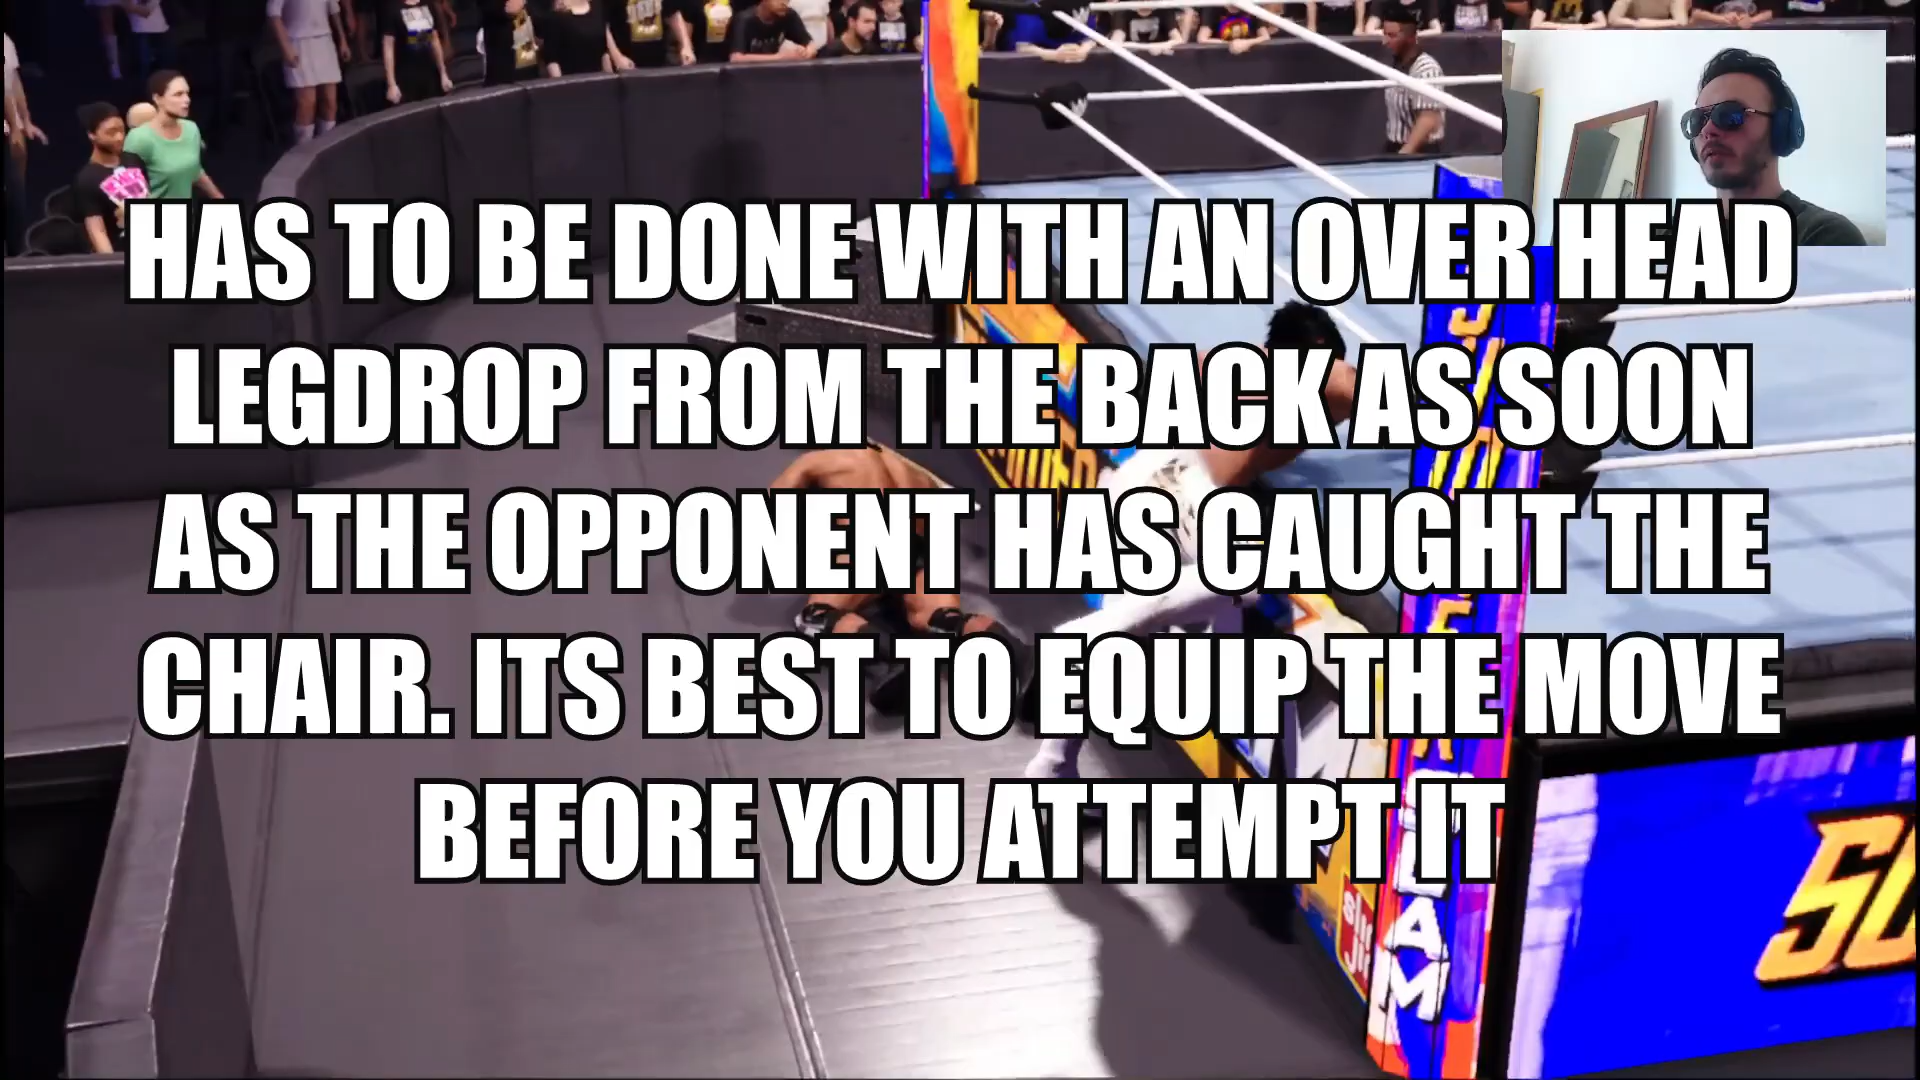 HAS TO BE DONE WITH AN OVER HEAD
LEGDROP FROM THE BACK AS SOON
AS THE OPPONENT HAS CAUGHT THE
CHAIR. ITS BEST TO EQUIP THE MOVE
BEFORE YOU ATTEMPT IT